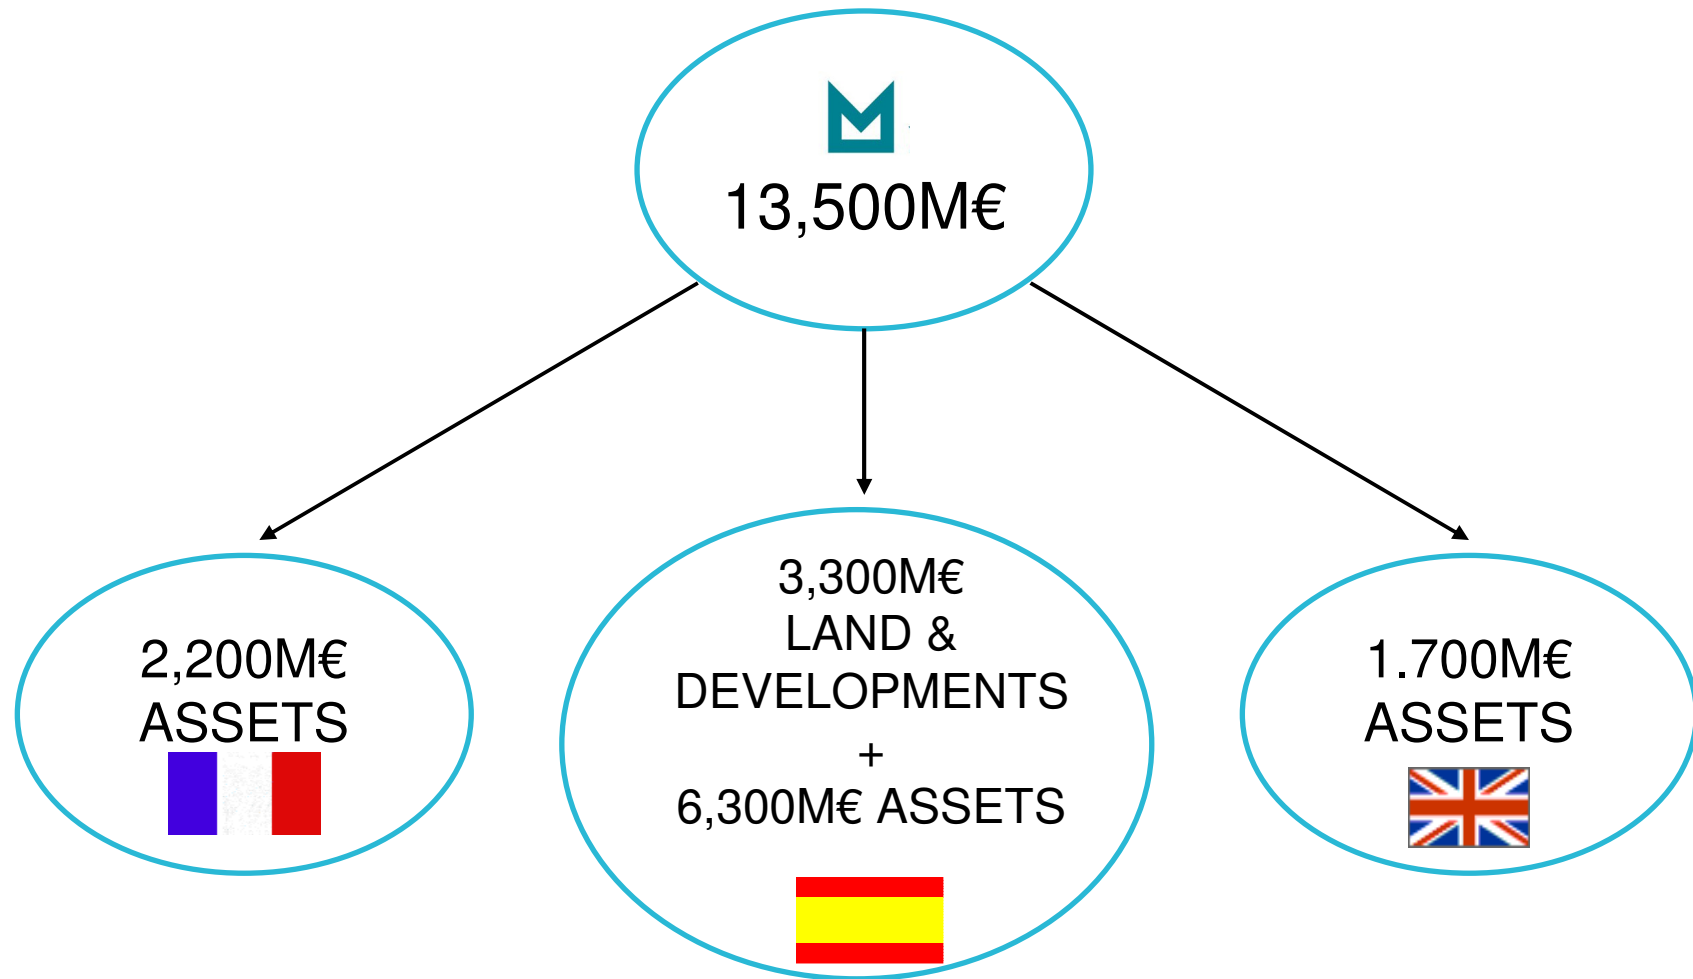 13,500M€
2,200M€
ASSETS
3,300M€
LAND &
DEVELOPMENTS
+
6,300M€ ASSETS
1.700M€
ASSETS